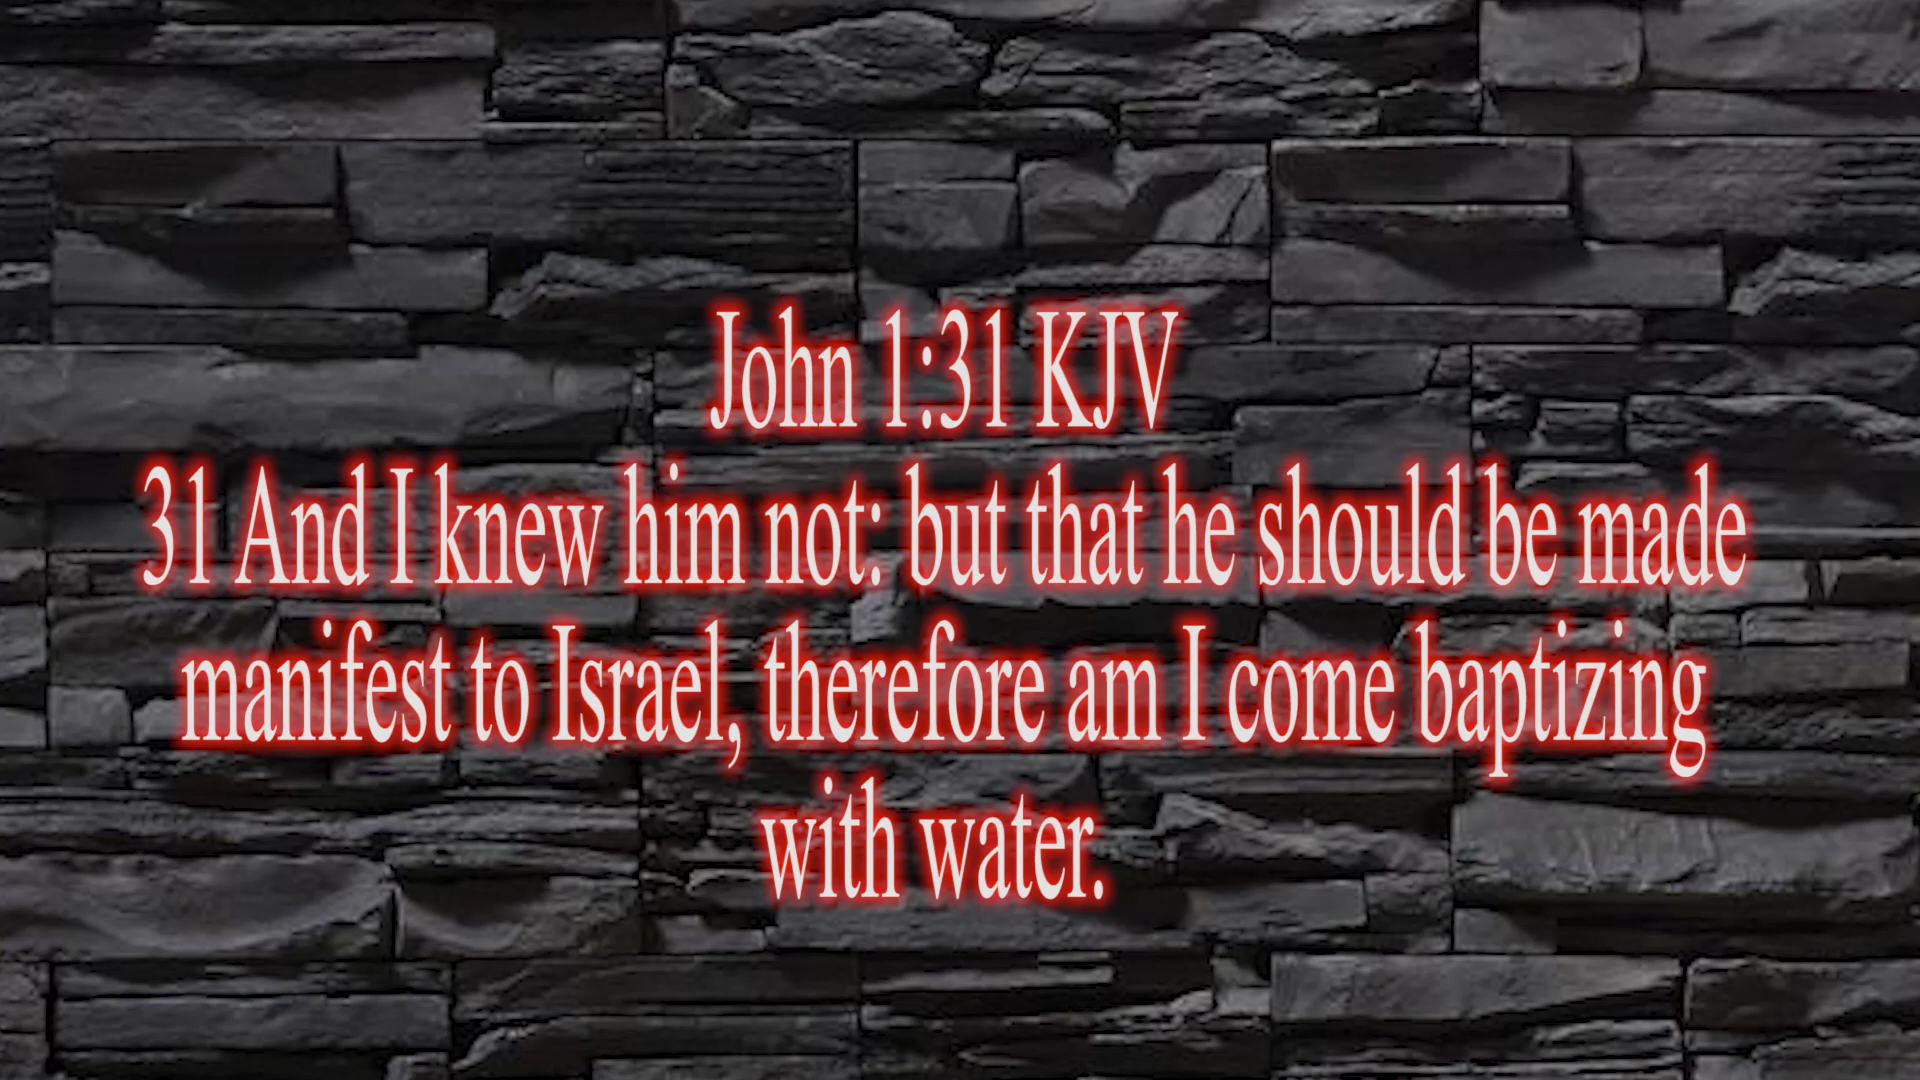 John 1:31 KJV
31 And I knew him not: but that he should be made
manifest to Israel, therefore am I come baptizing
with water.